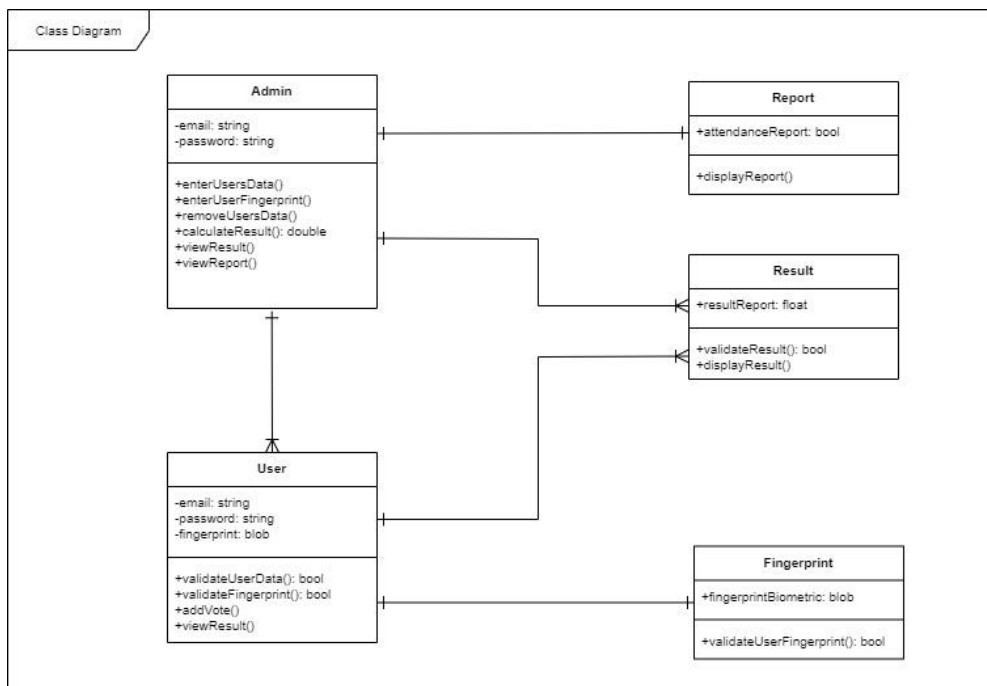 Class Diagram
Admin
-email: string
-password: string
+enterUsersData()
+enterUserFingerprint()
+removeUsersData()
+calculateResult(): double
+viewResult()
+viewReport()
Report
+attendanceReport: bool
+displayReport()
Result
+resultReport: float
+validateResult(): bool
+displayResult()
User
-email: string
-password: string
-fingerprint: blob
+validateUserData(): bool
+validateFingerprint(): bool
+addVote()
+viewResult()
Fingerprint
+fingerprintBiometric: blob
+validateUserFingerprint(): bool